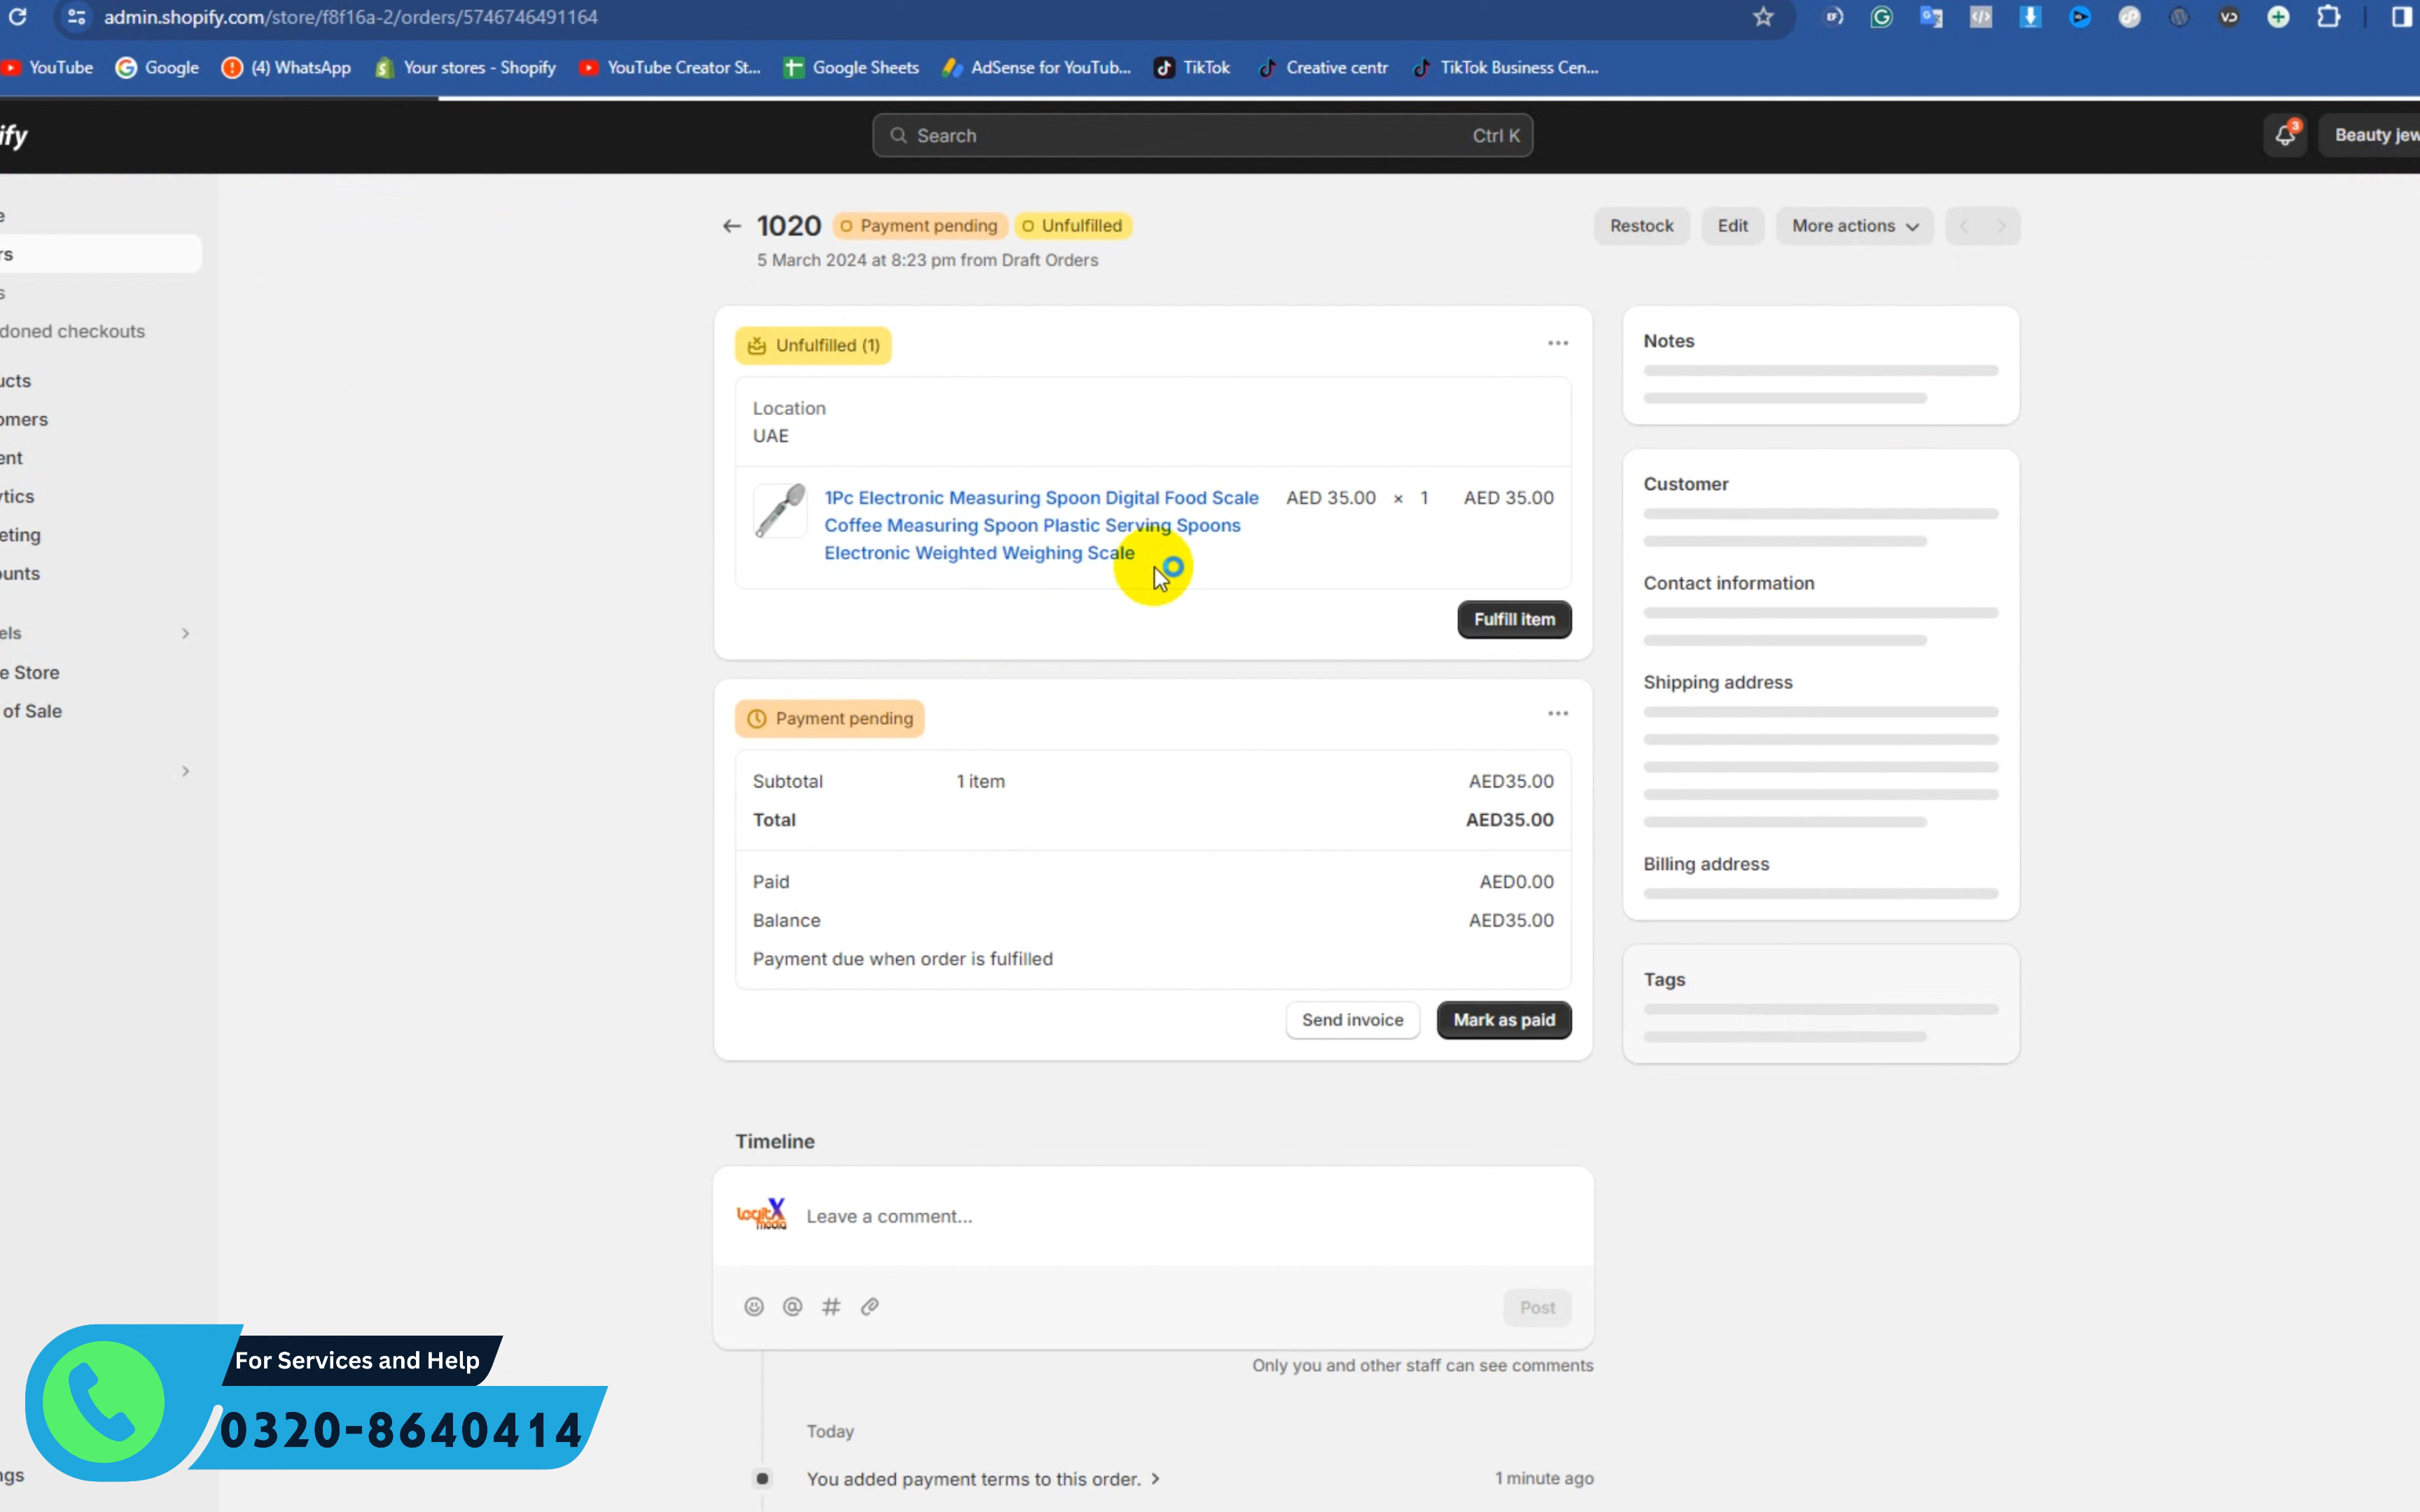 admin.shopify.com/store/f8f16a-2/orders/5746746491164
YouTube Google (4) WhatsApp Your stores - Shopify YouTube Creator St... Google Sheets AdSense for YouTub... TikTok Creative centr TikTok Business Cen...
ify Search Ctrl K 3 Beauty jew
e
rs
s
doned checkouts
ucts
omers
ent
tics
eting
ounts
els
e Store
of Sale
ngs
1020 Payment pending Unfulfilled
5 March 2024 at 8:23 pm from Draft Orders
Restock Edit More actions
Unfulfilled (1)
Location
UAE
1Pc Electronic Measuring Spoon Digital Food Scale AED 35.00 × 1 AED 35.00
Coffee Measuring Spoon Plastic Serving Spoons
Electronic Weighted Weighing Scale
Fulfill item
Payment pending
Subtotal 1 item AED35.00
Total AED35.00
Paid AED0.00
Balance AED35.00
Payment due when order is fulfilled
Send invoice Mark as paid
Notes
Customer
Contact information
Shipping address
Billing address
Tags
Timeline
LogitX media
Leave a comment...
Post
Only you and other staff can see comments
Today
You added payment terms to this order. 1 minute ago
For Services and Help
0320-8640414